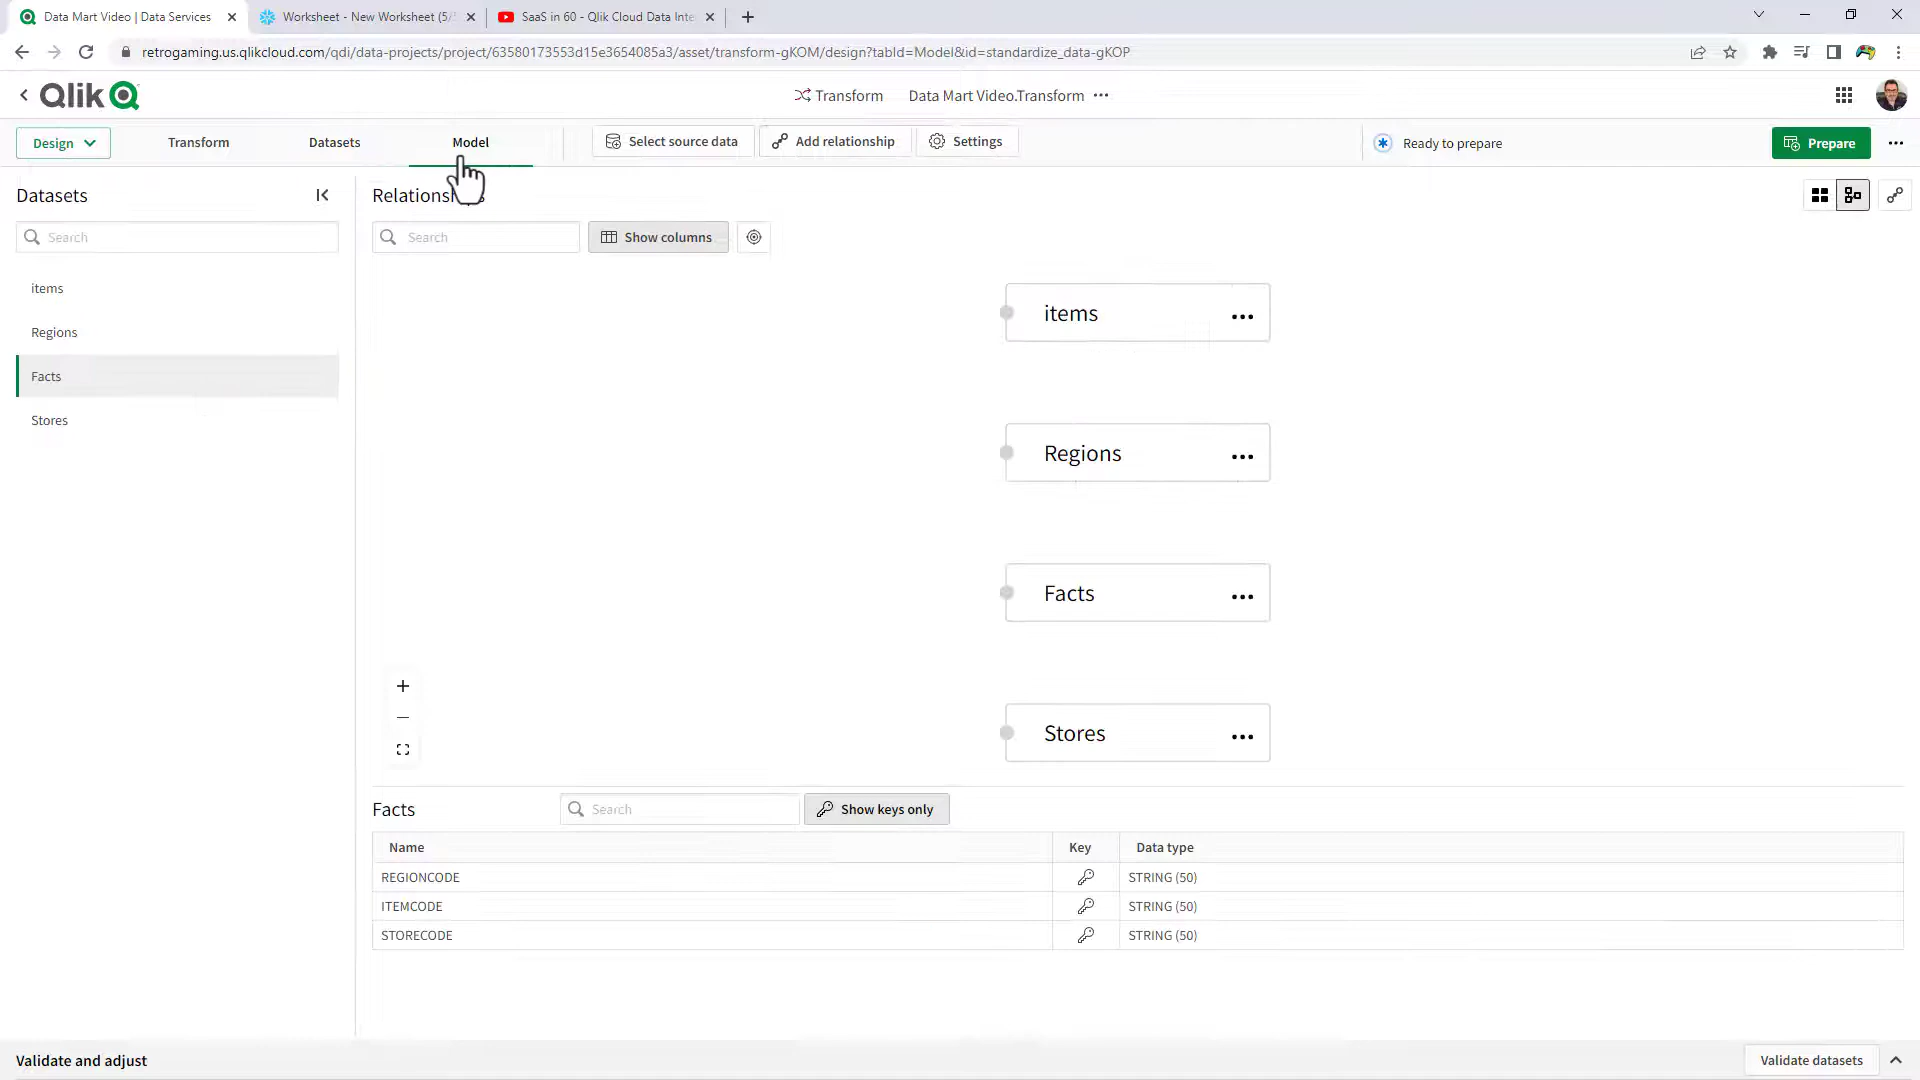 Data Mart Video | Data Services
Worksheet - New Worksheet (5/
SaaS in 60 - Qlik Cloud Data Inte
retrogaming.us.qlikcloud.com/qdi/data-projects/project/63580173553d15e3654085a3/asset/transform-gKOM/design?tabId=Model&id=standardize_data-gKOP
Qlik
Transform
Data Mart Video.Transform
Design
Transform
Datasets
Model
Select source data
Add relationship
Settings
Ready to prepare
Prepare
Datasets
Search
items
Regions
Facts
Stores
Relations
Search
Show columns
items
Regions
Facts
Stores
Facts
Search
Show keys only
Name Key Data type
REGIONCODE STRING (50)
ITEMCODE STRING (50)
STORECODE STRING (50)
Validate and adjust
Validate datasets